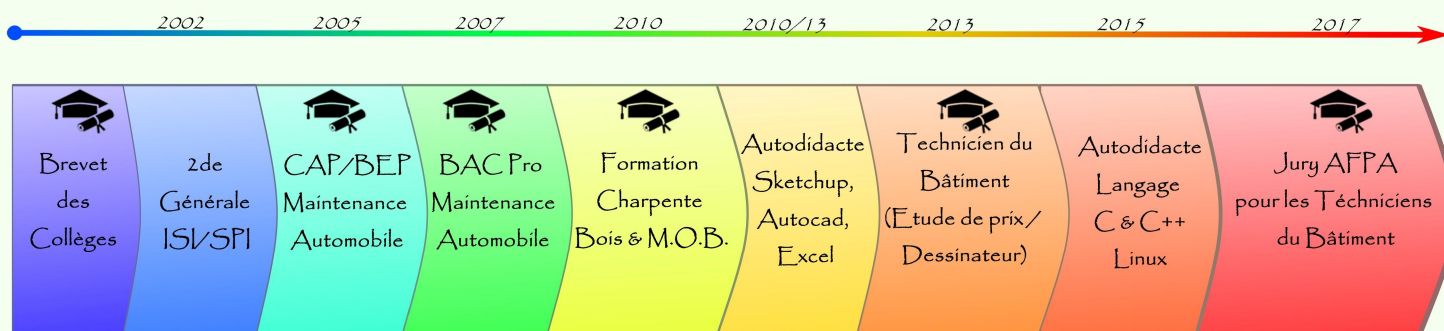 2002
2005
2007
2010
2010/13
2013
2015
2017
Brevet
des
Collèges
2de
Générale
ISI/SPI
CAP/BEP
Maintenance
Automobile
BAC Pro
Maintenance
Automobile
Formation
Charpente
Bois & M.O.B.
Autodidacte
Sketchup,
Autocad,
Excel
Technicien du
Bâtiment
(Etude de prix/
Dessinateur)
Autodidacte
Langage
C & C++
Linux
Jury AFPA
pour les Téchniciens
du Bâtiment